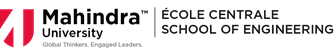 Mahindra™
University
Global Thinkers. Engaged Leaders.
ÉCOLE CENTRALE
SCHOOL OF ENGINEERING